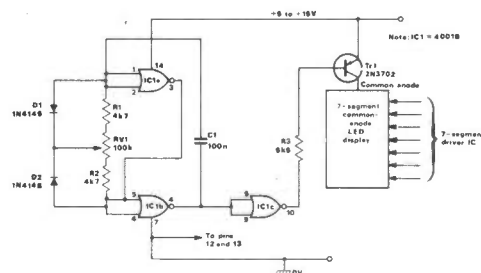 +6 to +15V
Note: IC1 = 4001B
14
1
2
IC1a
3
Tr1
2N3702
Common anode
D1
1N4148
R1
4k7
RV1
100k
R2
4k7
D2
1N4148
C1
100n
R3
6k8
7-segment
common-
anode
LED
display
7-segmen
driver IC
5
6
IC1b
4
7
8
9
IC1c
10
To pins
12 and 13
0V